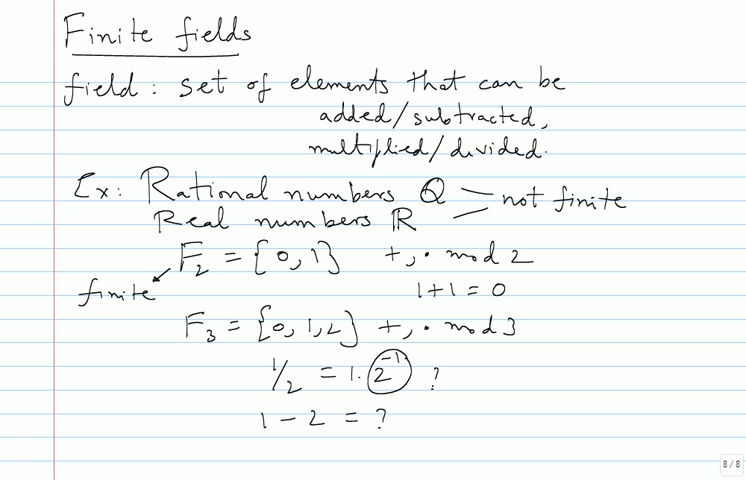 Finite fields
field : set of elements that can be
added/subtracted,
multiplied/divided.
Ex: Rational numbers ℚ
not finite
Real numbers ℝ
F₂ = {0, 1} +, · mod 2
finite 1+1=0
F₃ = {0, 1, 2} +, · mod 3
1/2 = 1·2⁻¹ ?
1 − 2 = ?
8 / 8